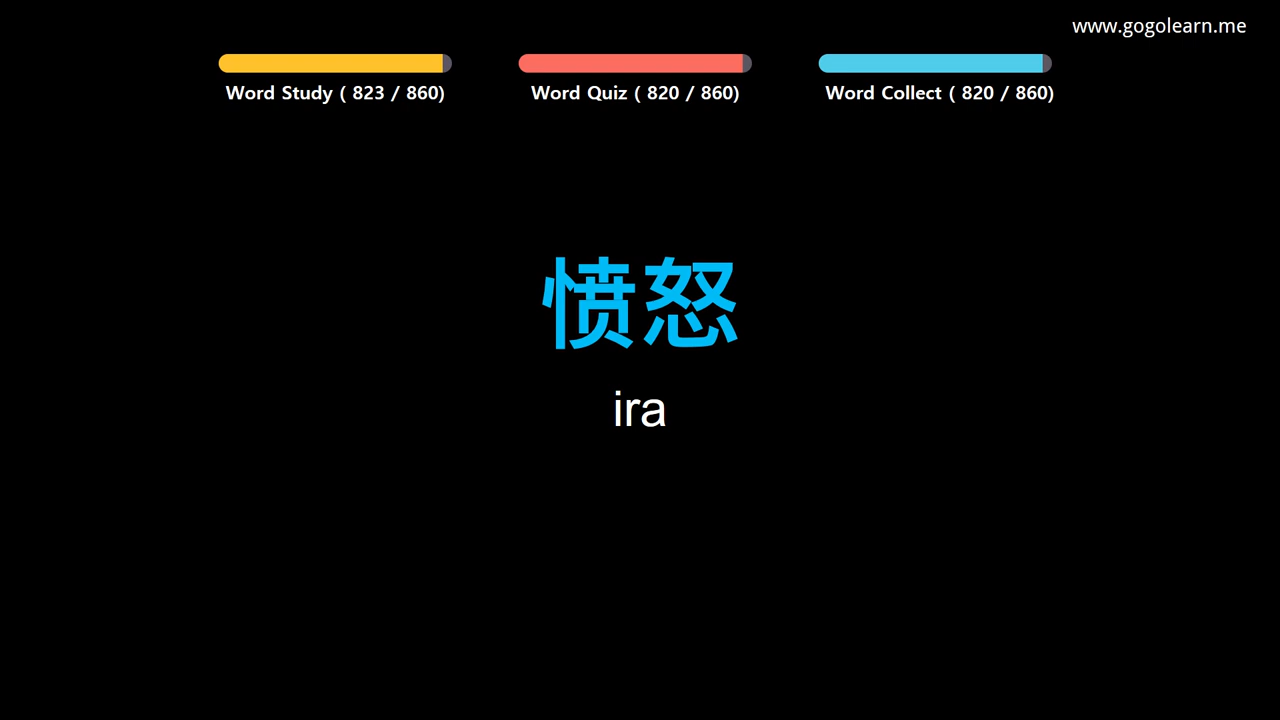 www.gogolearn.me
Word Study ( 823 / 860)
Word Quiz ( 820 / 860)
Word Collect ( 820 / 860)
愤怒
ira